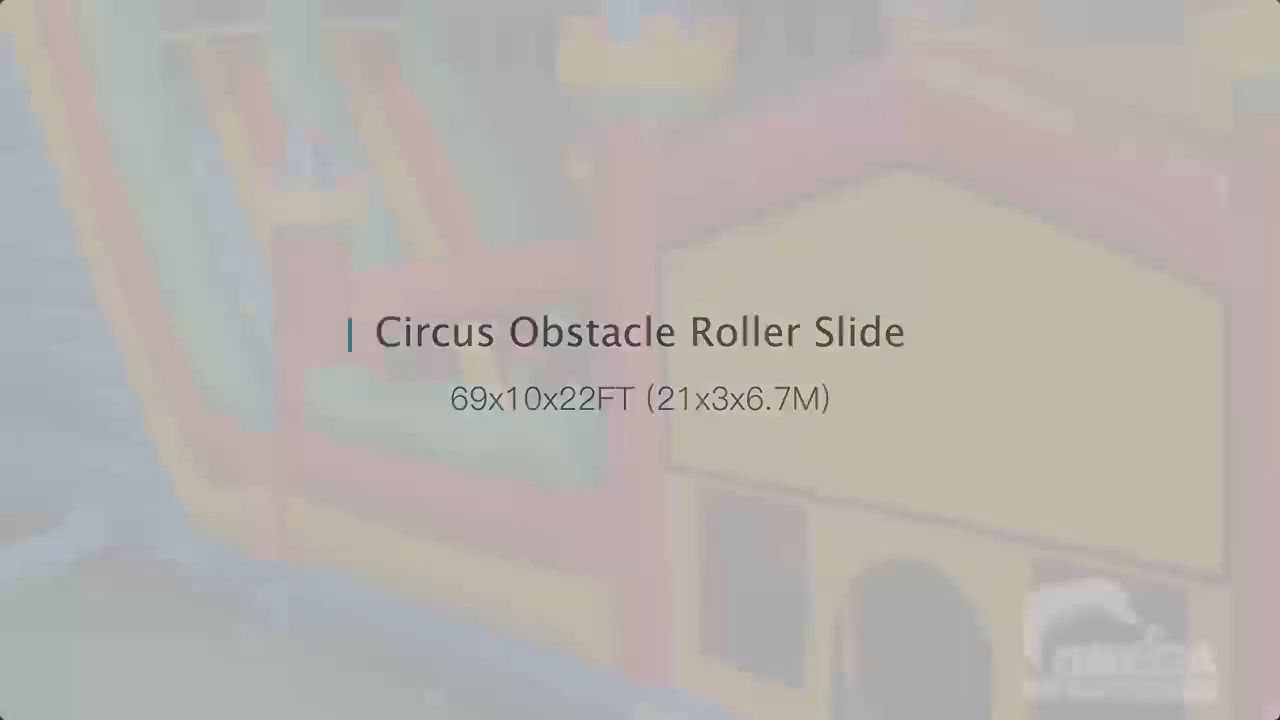 Circus Obstacle Roller Slide
69x10x22FT (21x3x6.7M)